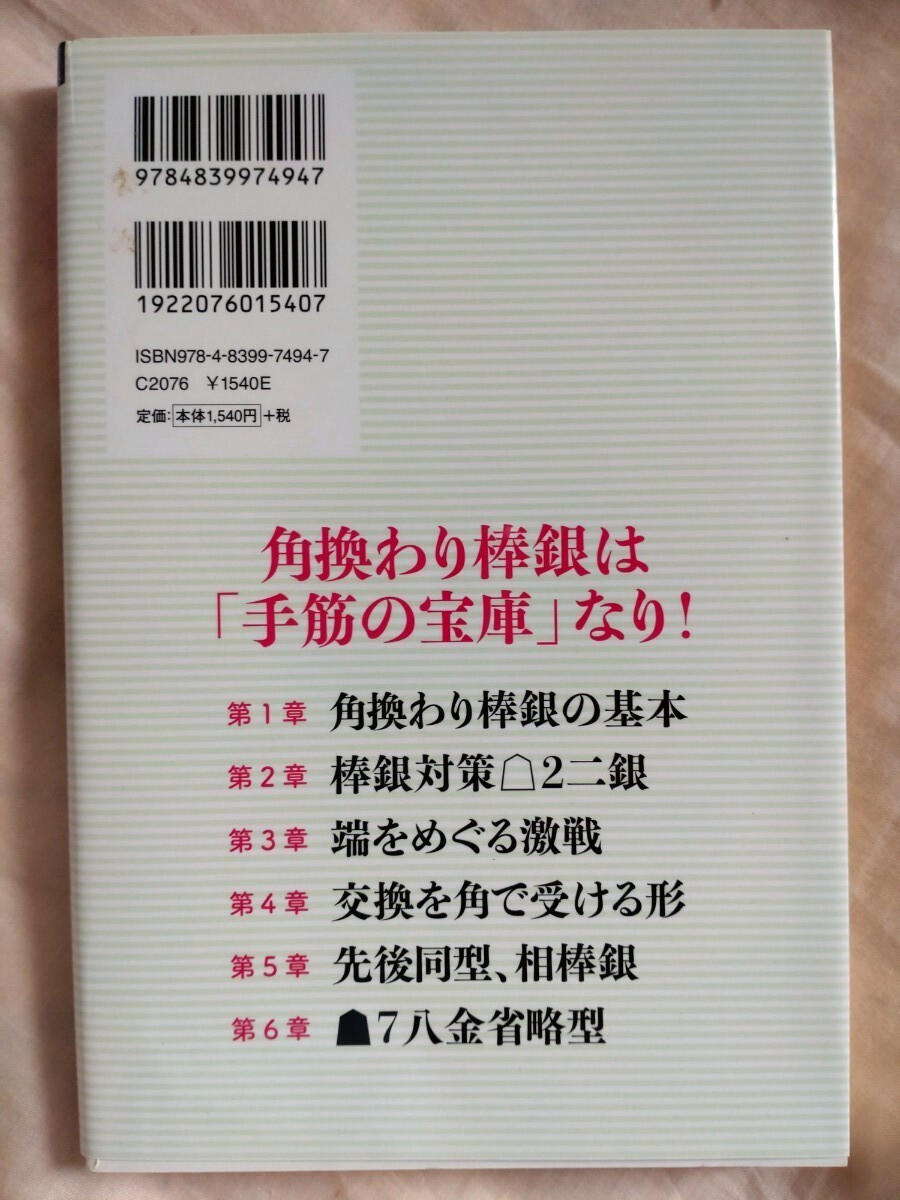 9784839974947
1922076015407
ISBN978-4-8399-7494-7
C2076 ¥1540E
定価:本体1,540円+税
角換わり棒銀は
「手筋の宝庫」なり!
第1章 角換わり棒銀の基本
第2章 棒銀対策☖2二銀
第3章 端をめぐる激戦
第4章 交換を角で受ける形
第5章 先後同型、相棒銀
第6章 ☗7八金省略型